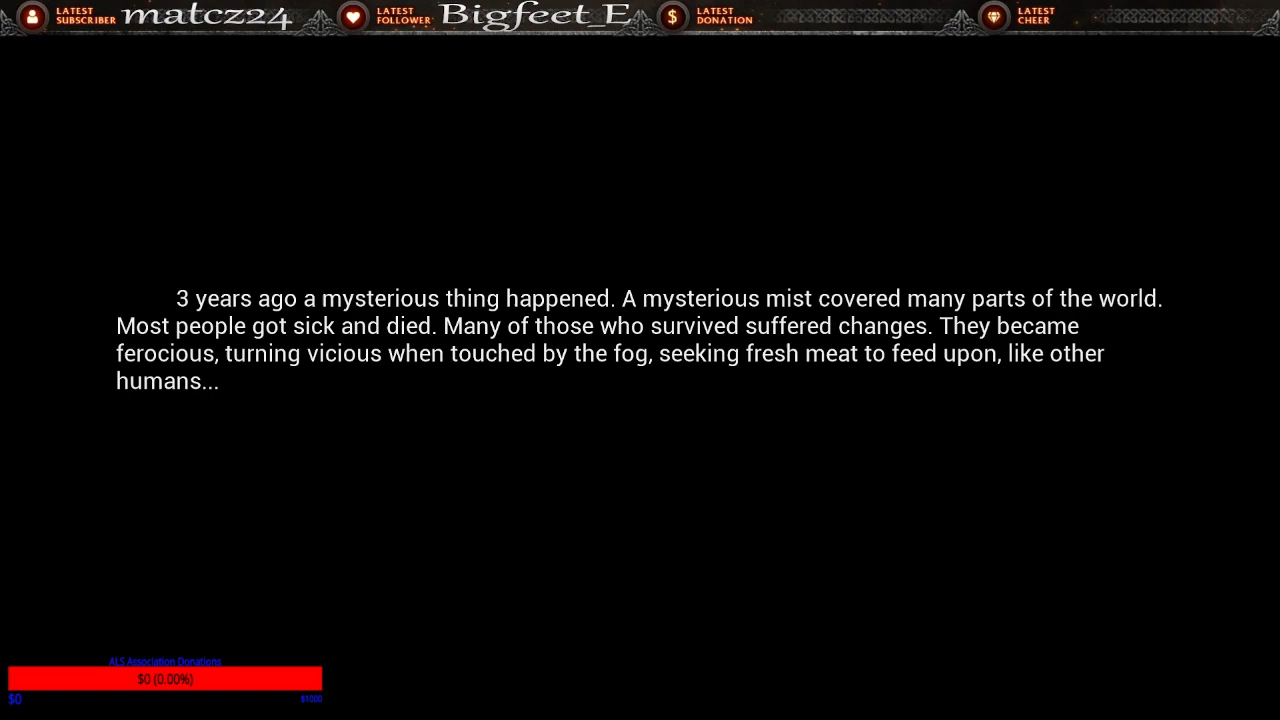 LATEST SUBSCRIBER matcz24 LATEST FOLLOWER Bigfeet_E LATEST DONATION LATEST CHEER
3 years ago a mysterious thing happened. A mysterious mist covered many parts of the world.
Most people got sick and died. Many of those who survived suffered changes. They became
ferocious, turning vicious when touched by the fog, seeking fresh meat to feed upon, like other
humans...
ALS Association Donations
$0 (0.00%)
$0 $1000